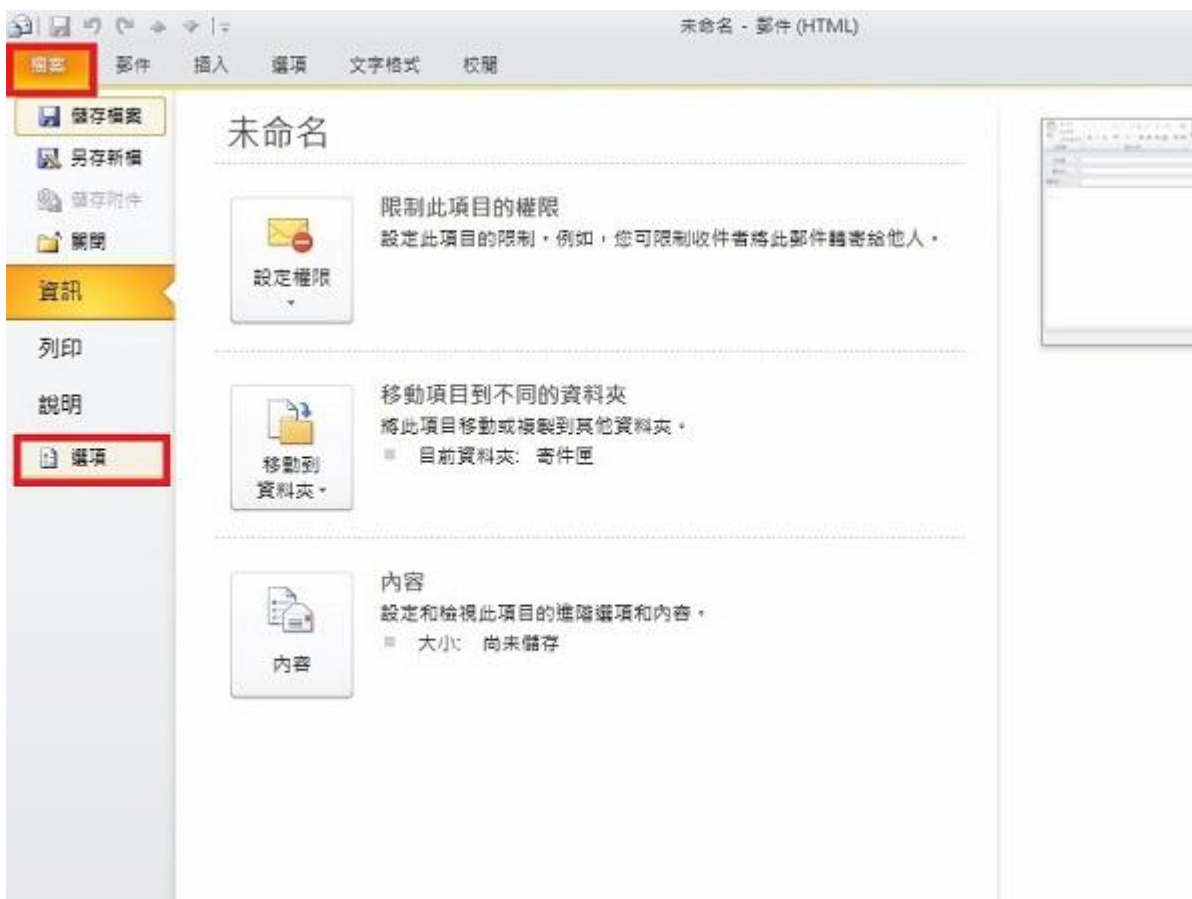 未命名 - 郵件 (HTML)
檔案 郵件 插入 選項 文字格式 校閱
儲存檔案
另存新檔
儲存附件
關閉
資訊
列印
說明
選項
未命名
設定權限
限制此項目的權限
設定此項目的限制。例如，您可限制收件者將此郵件轉寄給他人。
移動到
資料夾
移動項目到不同的資料夾
將此項目移動或複製到其他資料夾。
目前資料夾: 寄件匣
內容
內容
設定和檢視此項目的進階選項和內容。
大小: 尚未儲存